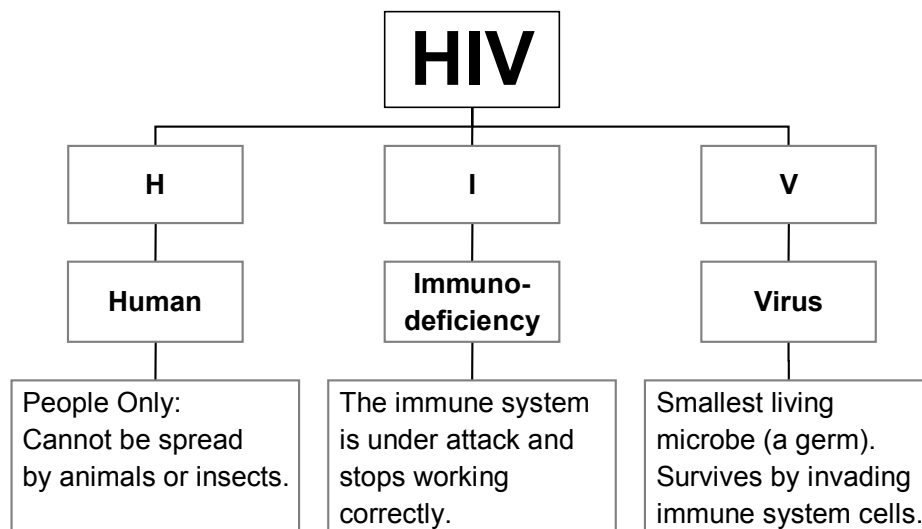 HIV
H
I
V
Human
Immuno-
deficiency
Virus
People Only:
Cannot be spread
by animals or insects.
The immune system
is under attack and
stops working
correctly.
Smallest living
microbe (a germ).
Survives by invading
immune system cells.